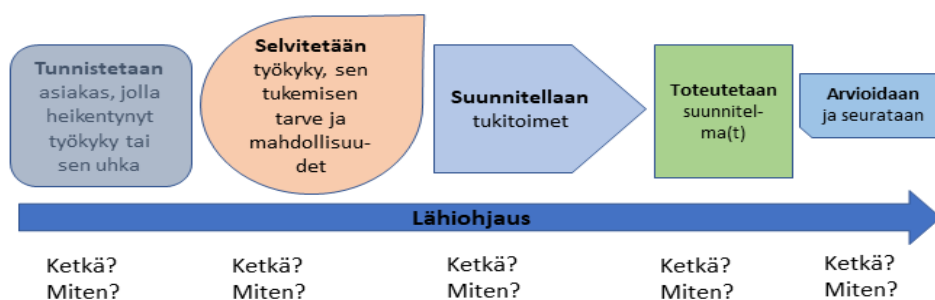 Tunnistetaan
asiakas, jolla
heikentynyt
työkyky tai
sen uhka
Selvitetään
työkyky, sen
tukemisen
tarve ja
mahdollisuu-
det
Suunnitellaan
tukitoimet
Toteutetaan
suunnitel-
ma(t)
Arvioidaan
ja seurataan
Lähiohjaus
Ketkä?
Miten?
Ketkä?
Miten?
Ketkä?
Miten?
Ketkä?
Miten?
Ketkä?
Miten?